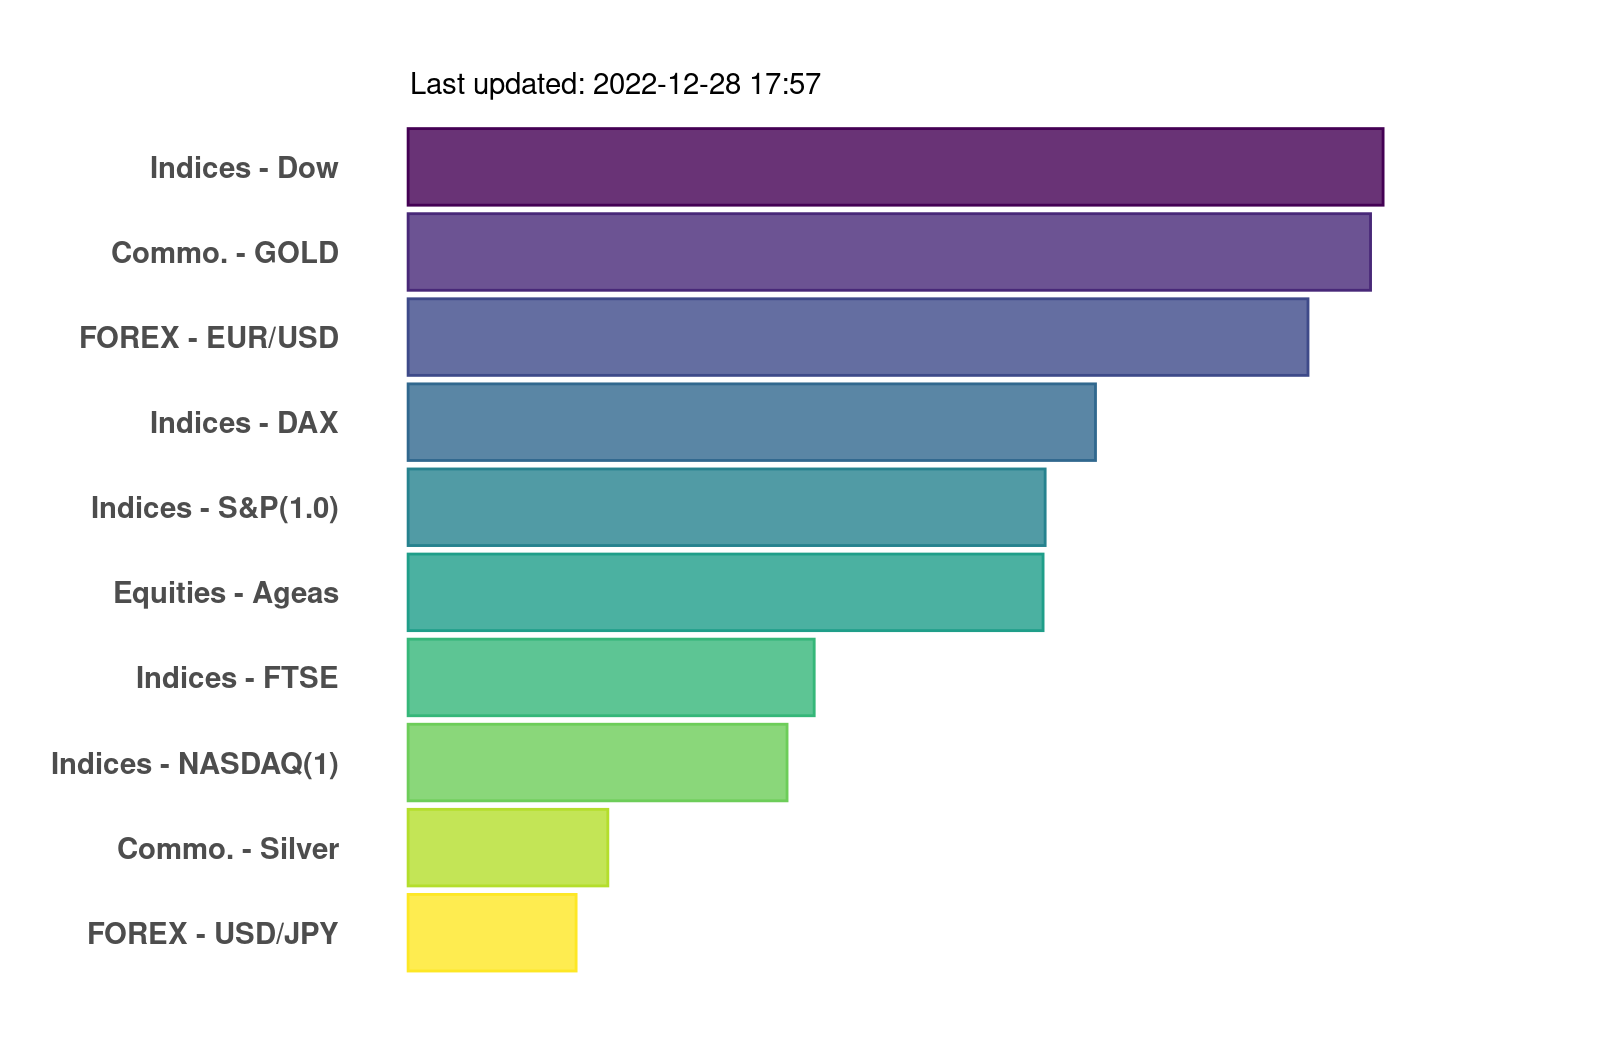 Last updated: 2022-12-28 17:57
Indices - Dow
Commo. - GOLD
FOREX - EUR/USD
Indices - DAX
Indices - S&P(1.0)
Equities - Ageas
Indices - FTSE
Indices - NASDAQ(1)
Commo. - Silver
FOREX - USD/JPY